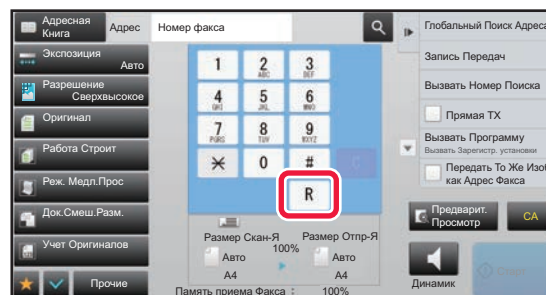 Адресная
Книга
Адрес
Номер факса
Глобальный Поиск Адреса
Экспозиция
Авто
Запись Передач
Разрешение
Сверхвысокое
Вызвать Номер Поиска
Оригинал
Прямая TX
Работа Строит
Вызвать Программу
Вызвать Зарегистр. установки
Реж. Медл.Прос
Передать То Же Изоб
как Адрес Факса
Док.Смеш.Разм.
Предварит.
Просмотр
CA
Учет Оригиналов
Прочие
1
2
ABC
3
DEF
4
GHI
5
JKL
6
MNO
7
PQRS
8
TUV
9
WXYZ
0
#
C
R
Размер Скан-Я
100%
Размер Отпр-Я
Авто
A4
Авто
A4
Память приема Факса : 100%
Динамик